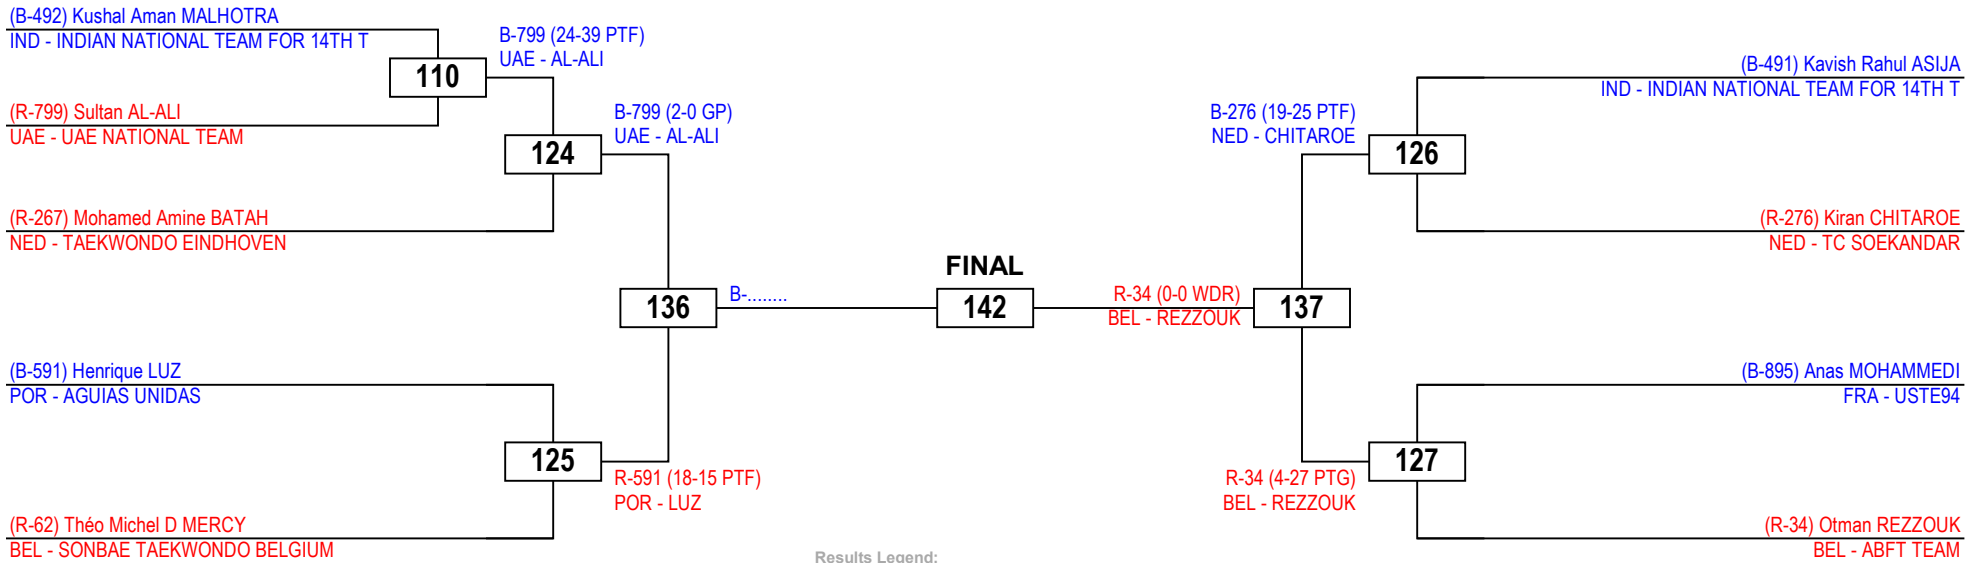 (B-492) Kushal Aman MALHOTRA
IND - INDIAN NATIONAL TEAM FOR 14TH T
110
(R-799) Sultan AL-ALI
UAE - UAE NATIONAL TEAM
B-799 (24-39 PTF)
UAE - AL-ALI
124
(R-267) Mohamed Amine BATAH
NED - TAEKWONDO EINDHOVEN
B-799 (2-0 GP)
UAE - AL-ALI
136
B-........
(B-591) Henrique LUZ
POR - AGUIAS UNIDAS
125
(R-62) Théo Michel D MERCY
BEL - SONBAE TAEKWONDO BELGIUM
R-591 (18-15 PTF)
POR - LUZ
FINAL
142
R-34 (0-0 WDR)
BEL - REZZOUK
137
B-276 (19-25 PTF)
NED - CHITAROE
126
(B-491) Kavish Rahul ASIJA
IND - INDIAN NATIONAL TEAM FOR 14TH T
(R-276) Kiran CHITAROE
NED - TC SOEKANDAR
(B-895) Anas MOHAMMEDI
FRA - USTE94
127
R-34 (4-27 PTG)
BEL - REZZOUK
(R-34) Otman REZZOUK
BEL - ABFT TEAM
Results Legend: